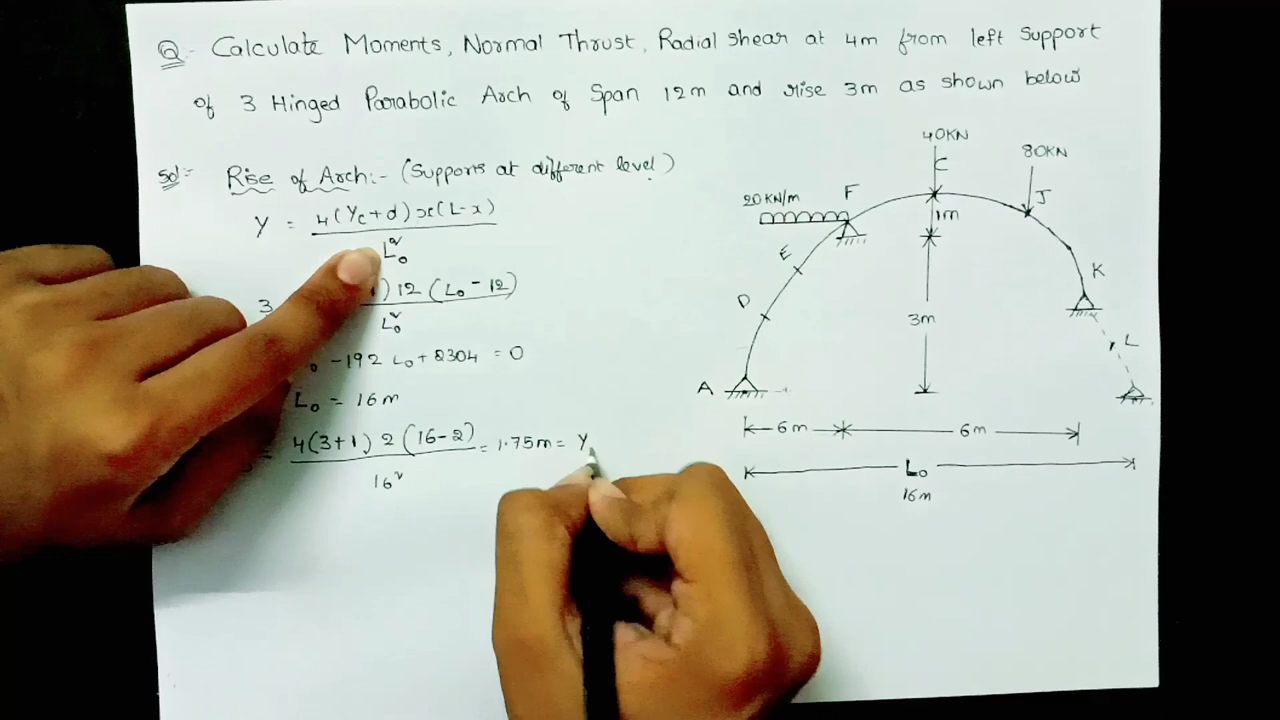 Q- Calculate Moments, Normal Thrust, Radial shear at 4m from left support
of 3 Hinged Parabolic Arch of Span 12m and rise 3m as shown below
Sol:- Rise of Arch:- (Supports at different level)
Y = 4(Yc+d)x(L-x)
L₀²
3 ) 12 (L₀-12)
L₀²
-192 L₀+2304 = 0
L₀ = 16m
= 4(3+1) 2 (16-2) = 1.75m = Y
16²
40KN
C
80KN
J
20KN/m
F
1m
E
K
D
3m
L
A
6m
6m
L₀
16m